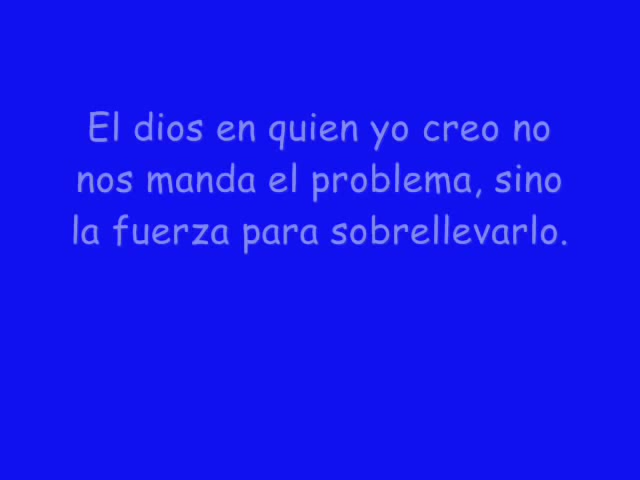 El dios en quien yo creo no
nos manda el problema, sino
la fuerza para sobrellevarlo.